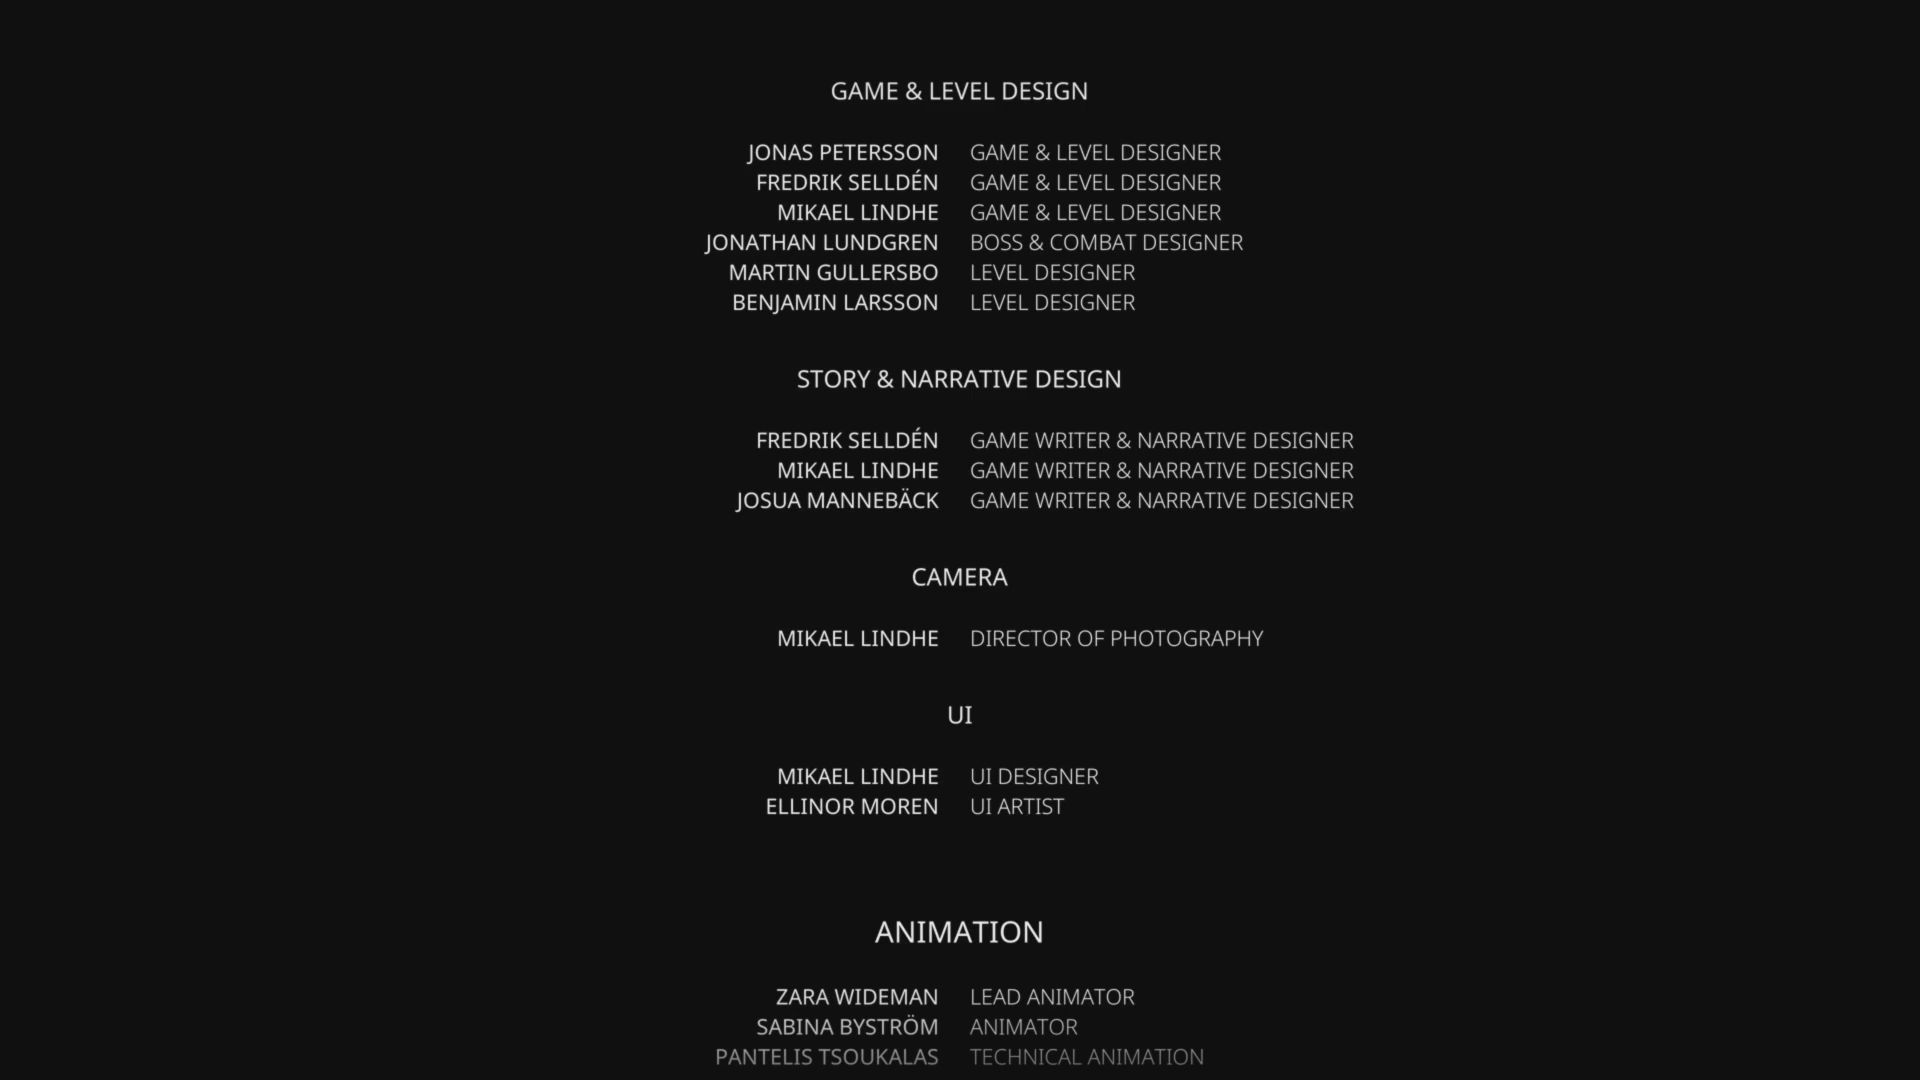 GAME & LEVEL DESIGN
JONAS PETERSSON GAME & LEVEL DESIGNER
FREDRIK SELLDÉN GAME & LEVEL DESIGNER
MIKAEL LINDHE GAME & LEVEL DESIGNER
JONATHAN LUNDGREN BOSS & COMBAT DESIGNER
MARTIN GULLERSBO LEVEL DESIGNER
BENJAMIN LARSSON LEVEL DESIGNER
STORY & NARRATIVE DESIGN
FREDRIK SELLDÉN GAME WRITER & NARRATIVE DESIGNER
MIKAEL LINDHE GAME WRITER & NARRATIVE DESIGNER
JOSUA MANNEBÄCK GAME WRITER & NARRATIVE DESIGNER
CAMERA
MIKAEL LINDHE DIRECTOR OF PHOTOGRAPHY
UI
MIKAEL LINDHE UI DESIGNER
ELLINOR MOREN UI ARTIST
ANIMATION
ZARA WIDEMAN LEAD ANIMATOR
SABINA BYSTRÖM ANIMATOR
PANTELIS TSOUKALAS TECHNICAL ANIMATION